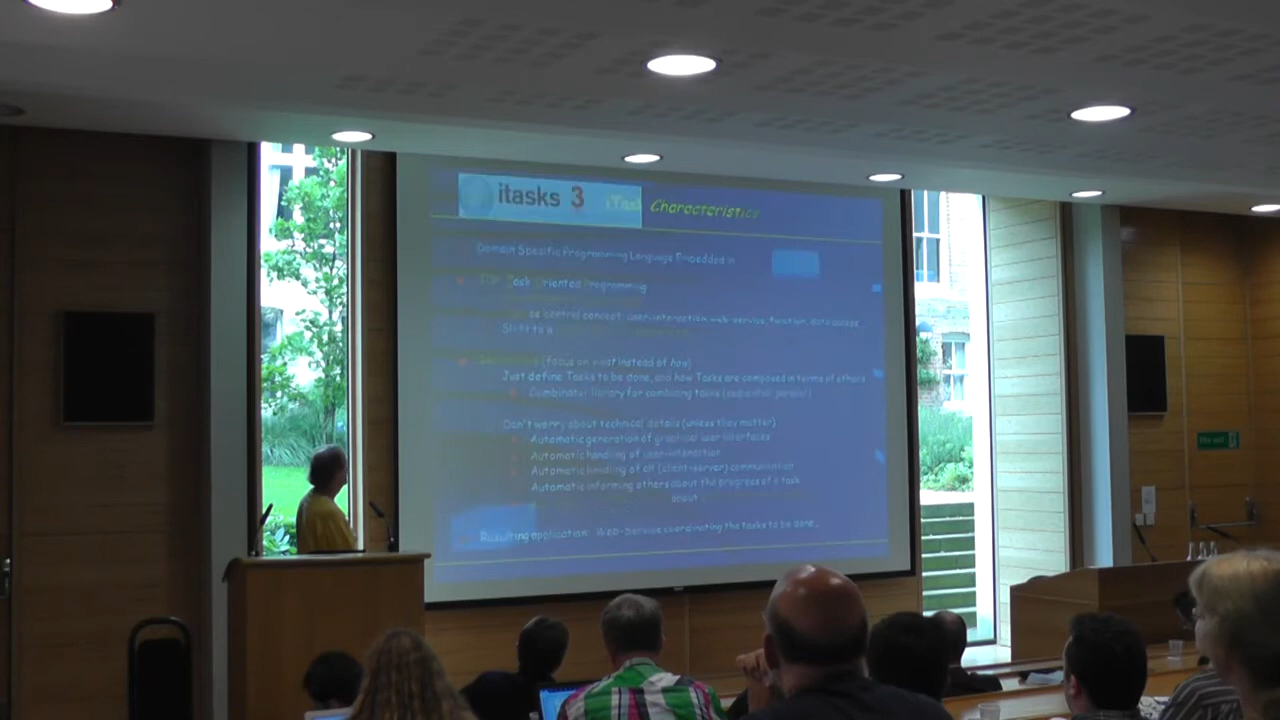 itasks 3 iTask Characteristics
Domain Specific Programming Language Embedded in
Task Oriented Programming
central concept: user-interaction, web-service, function, data access
(focus on what instead of how)
Just define Tasks to be done, and how Tasks are composed in terms of others
Combinator library for combining tasks (sequential, parallel)
Don't worry about technical details (unless they matter)
Automatic generation of graphical user interfaces
Automatic handling of user-interaction
Automatic handling of all (client-server) communication
Automatic informing others about the progress of a task
about
Resulting application: Web-Service coordinating the tasks to be done